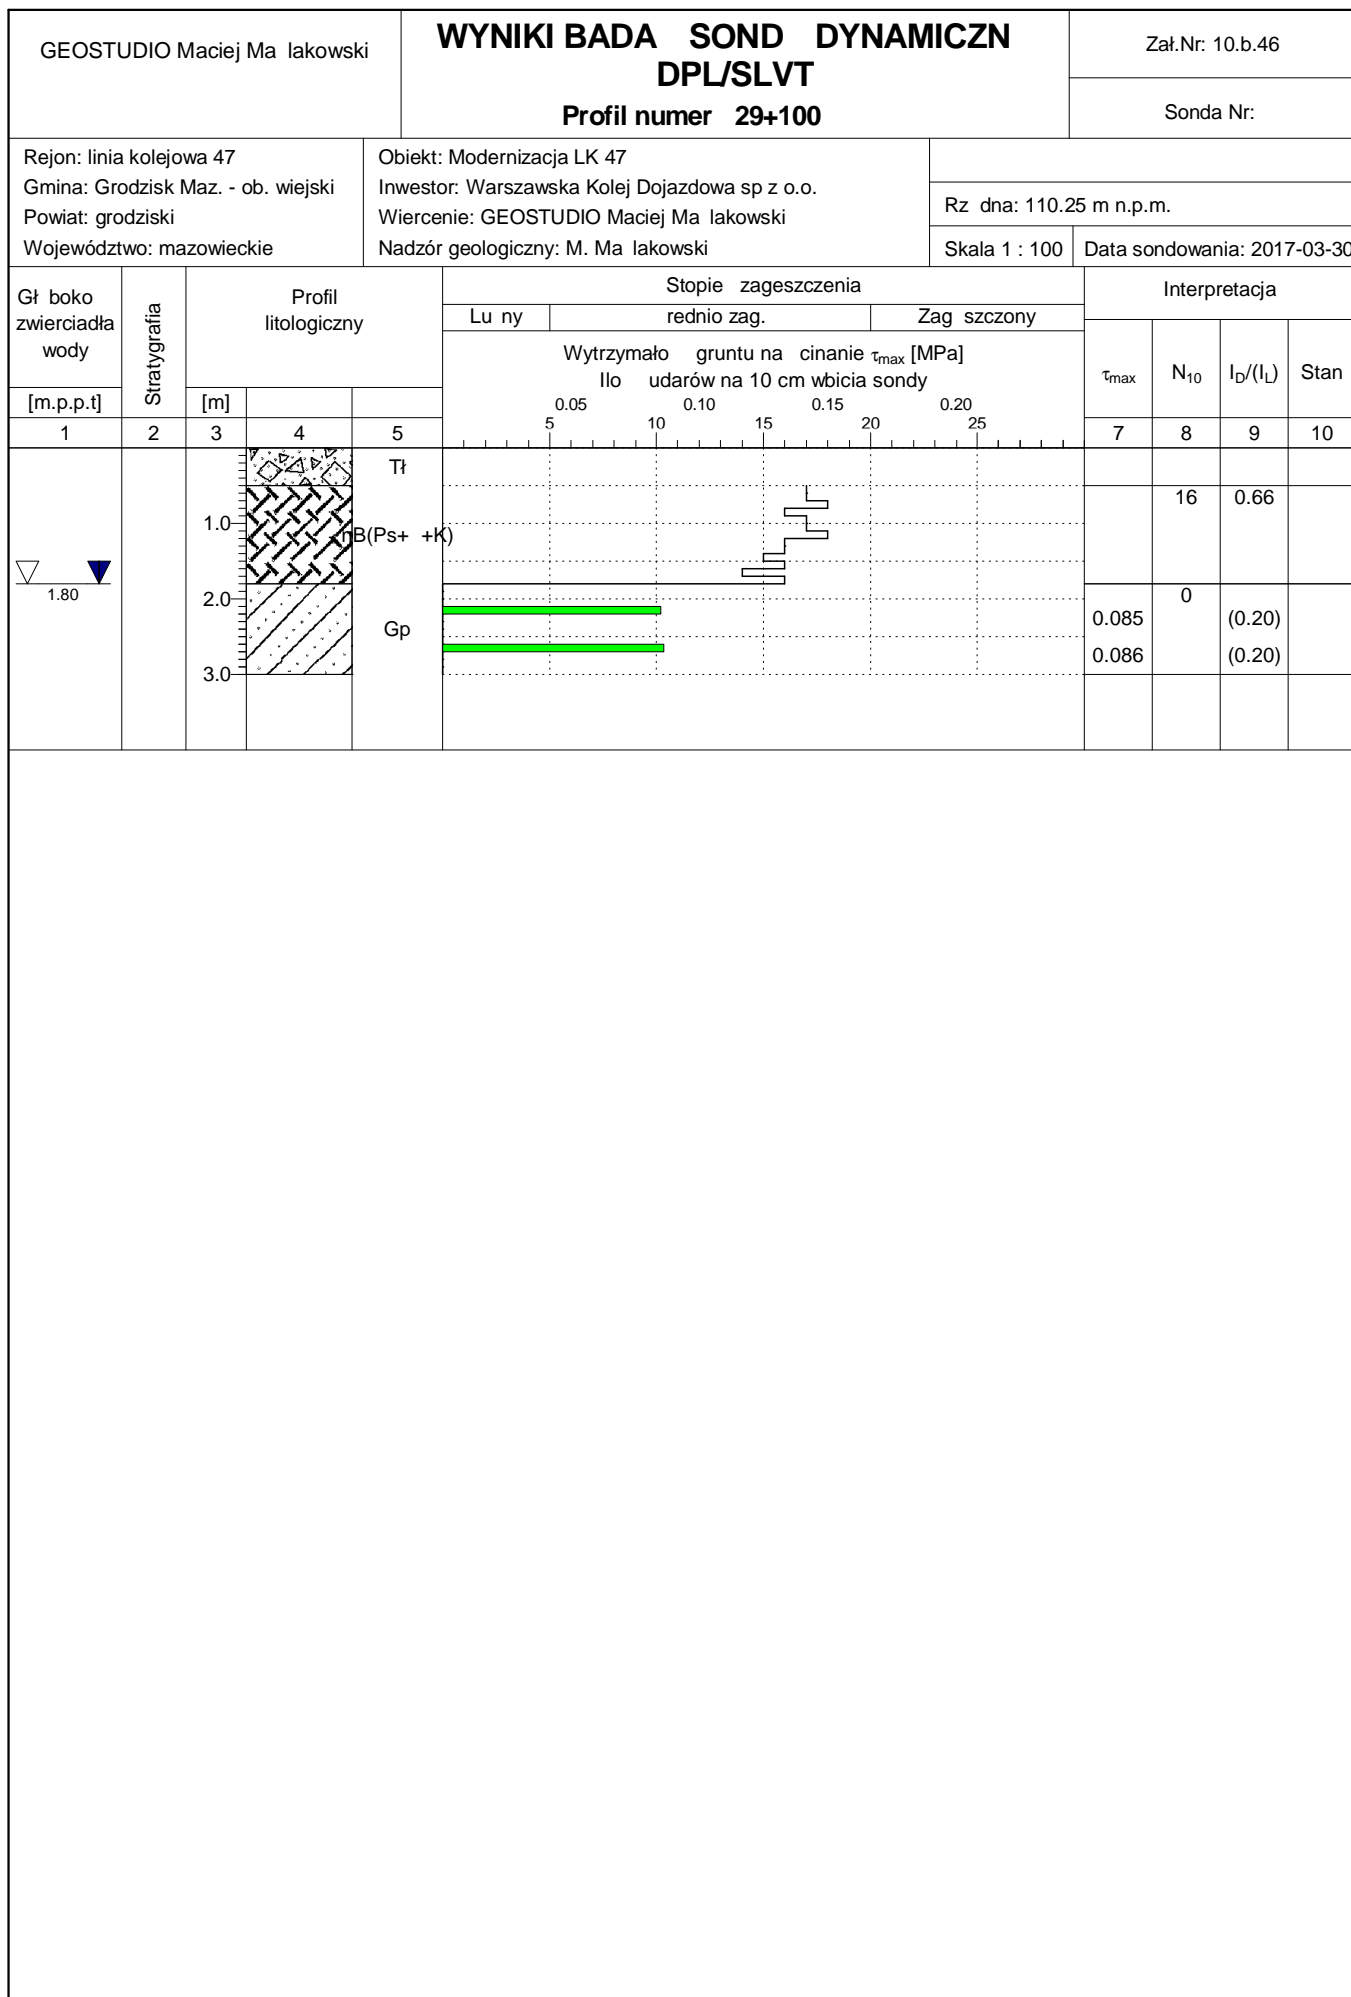 GEOSTUDIO Maciej Ma lakowski
WYNIKI BADA SOND DYNAMICZN
DPL/SLVT
Profil numer 29+100
Zał.Nr: 10.b.46
Sonda Nr:
Rejon: linia kolejowa 47
Gmina: Grodzisk Maz. - ob. wiejski
Powiat: grodziski
Województwo: mazowieckie
Obiekt: Modernizacja LK 47
Inwestor: Warszawska Kolej Dojazdowa sp z o.o.
Wiercenie: GEOSTUDIO Maciej Ma lakowski
Nadzór geologiczny: M. Ma lakowski
Rz dna: 110.25 m n.p.m.
Skala 1 : 100
Data sondowania: 2017-03-30
Gł boko
zwierciadła
wody
[m.p.p.t]
Stratygrafia
Profil
litologiczny
[m]
Stopie zageszczenia
Lu ny
rednio zag.
Zag szczony
Wytrzymało gruntu na cinanie τmax [MPa]
Ilo udarów na 10 cm wbicia sondy
0.05 0.10 0.15 0.20
5 10 15 20 25
Interpretacja
τmax
N10
ID/(IL)
Stan
1 2 3 4 5 7 8 9 10
Tł
16 0.66
1.0
nB(Ps+ +K)
1.80
2.0
0
0.085 (0.20)
Gp
0.086 (0.20)
3.0